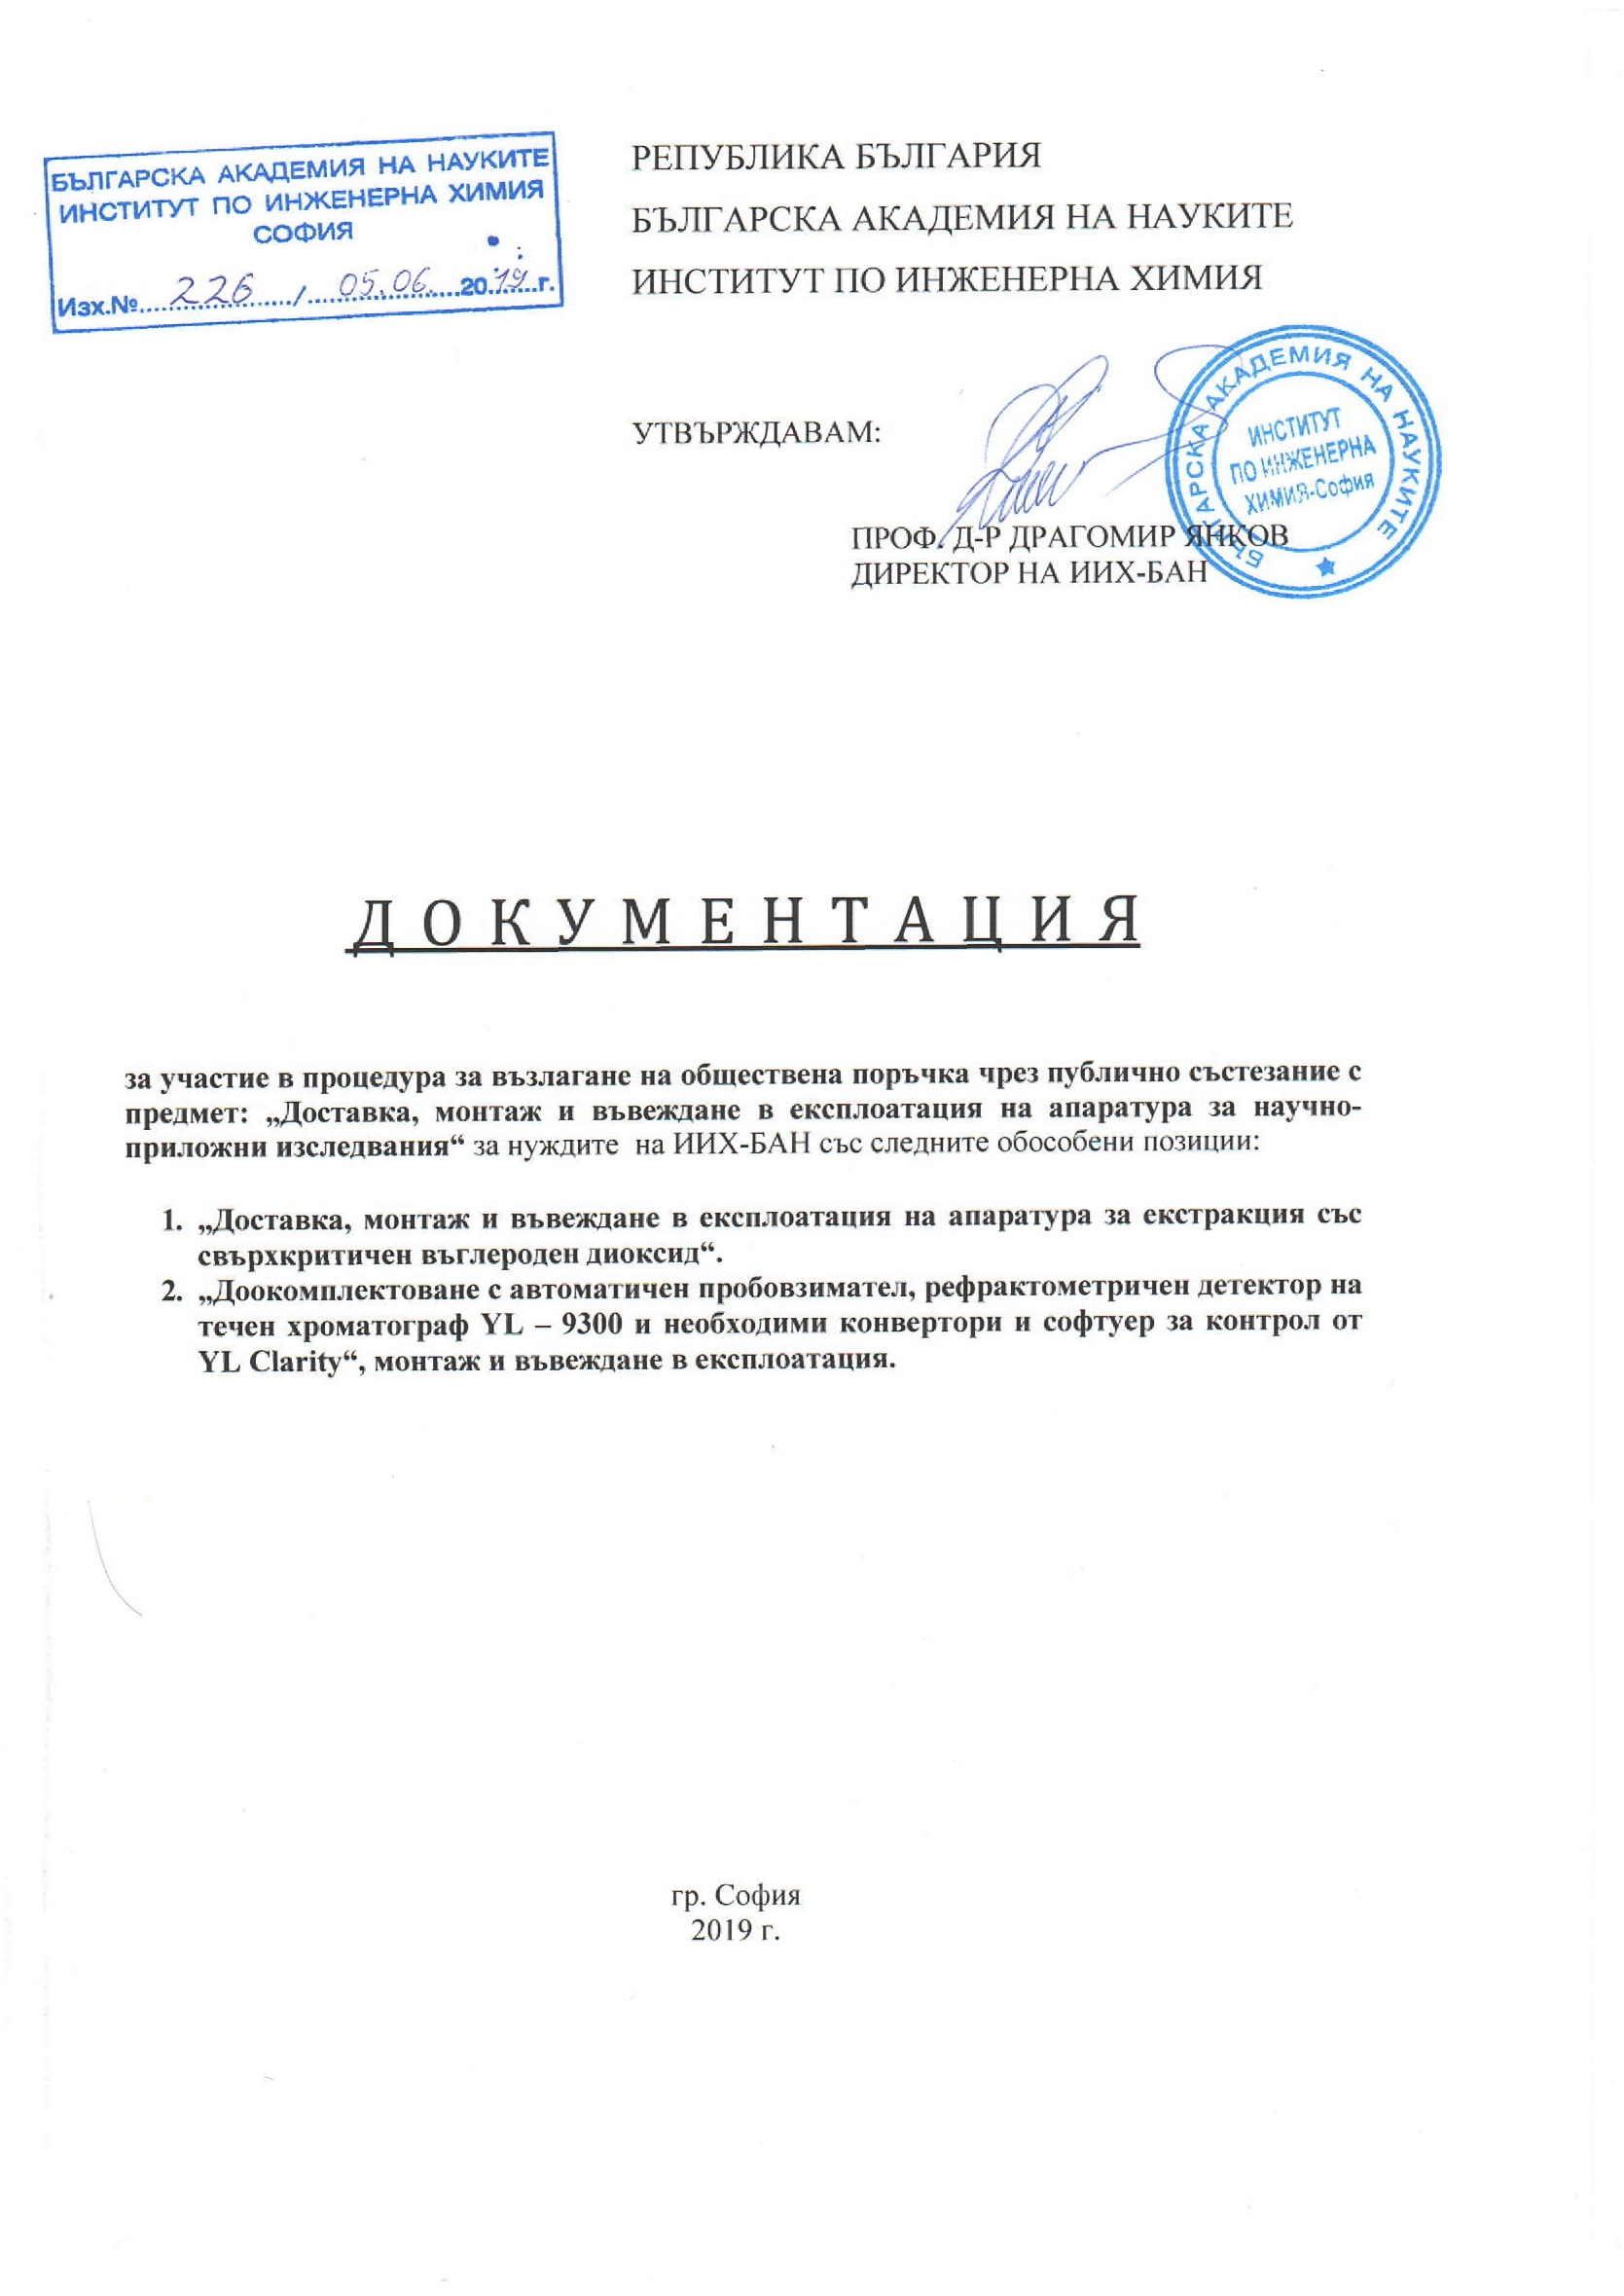 БЪЛГАРСКА АКАДЕМИЯ НА НАУКИТЕ
ИНСТИТУТ ПО ИНЖЕНЕРНА ХИМИЯ
СОФИЯ
Изх.№ 226 / 05.06. 2019 г.
РЕПУБЛИКА БЪЛГАРИЯ
БЪЛГАРСКА АКАДЕМИЯ НА НАУКИТЕ
ИНСТИТУТ ПО ИНЖЕНЕРНА ХИМИЯ
УТВЪРЖДАВАМ:
БЪЛГАРСКА АКАДЕМИЯ НА НАУКИТЕ
ИНСТИТУТ
ПО ИНЖЕНЕРНА
ХИМИЯ-София
ПРОФ. Д-Р ДРАГОМИР ЯНКОВ
ДИРЕКТОР НА ИИХ-БАН
Д О К У М Е Н Т А Ц И Я
за участие в процедура за възлагане на обществена поръчка чрез публично състезание с
предмет: „Доставка, монтаж и въвеждане в експлоатация на апаратура за научно-
приложни изследвания“ за нуждите на ИИХ-БАН със следните обособени позиции:
1. „Доставка, монтаж и въвеждане в експлоатация на апаратура за екстракция със
свърхкритичен въглероден диоксид“.
2. „Доокомплектоване с автоматичен пробовзимател, рефрактометричен детектор на
течен хроматограф YL – 9300 и необходими конвертори и софтуер за контрол от
YL Clarity“, монтаж и въвеждане в експлоатация.
гр. София
2019 г.